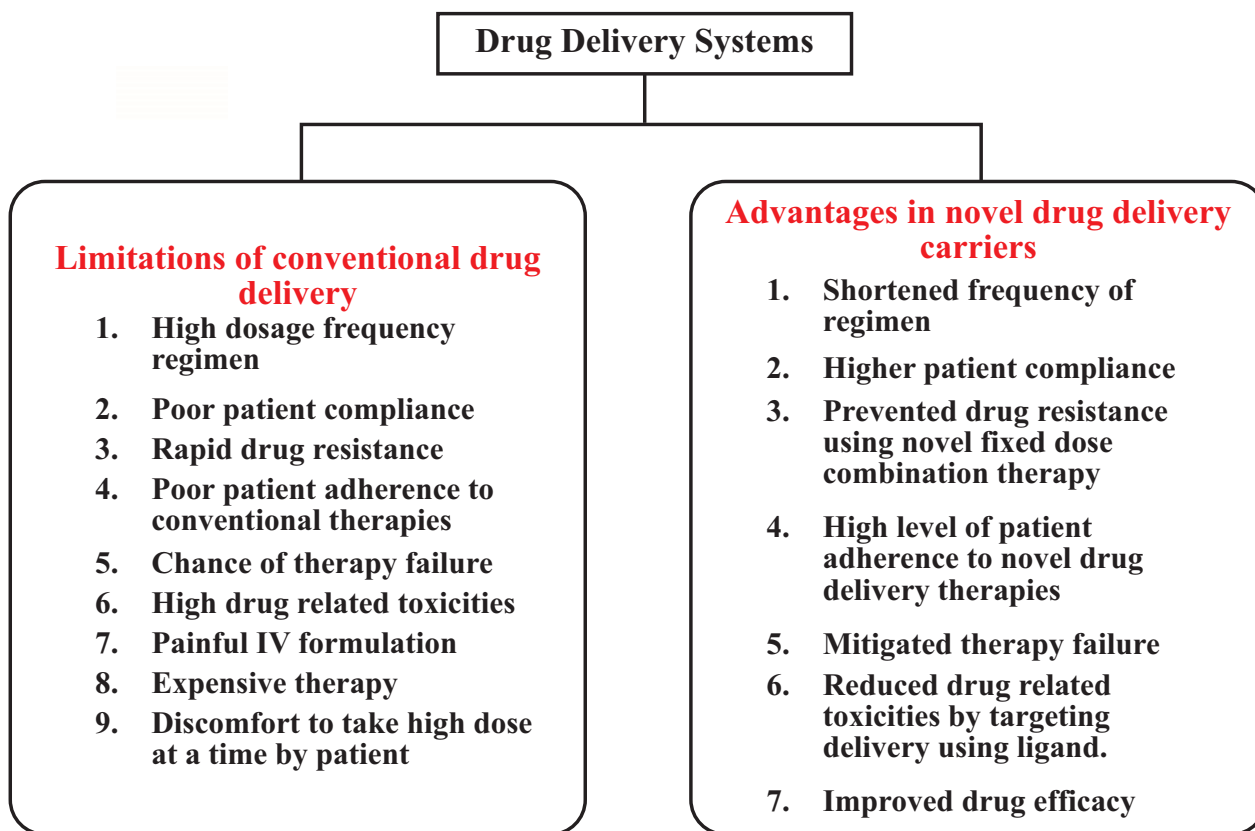 Drug Delivery Systems
Limitations of conventional drug
delivery
1. High dosage frequency
regimen
2. Poor patient compliance
3. Rapid drug resistance
4. Poor patient adherence to
conventional therapies
5. Chance of therapy failure
6. High drug related toxicities
7. Painful IV formulation
8. Expensive therapy
9. Discomfort to take high dose
at a time by patient
Advantages in novel drug delivery
carriers
1. Shortened frequency of
regimen
2. Higher patient compliance
3. Prevented drug resistance
using novel fixed dose
combination therapy
4. High level of patient
adherence to novel drug
delivery therapies
5. Mitigated therapy failure
6. Reduced drug related
toxicities by targeting
delivery using ligand.
7. Improved drug efficacy